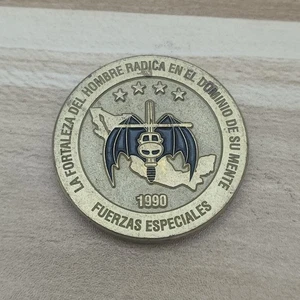 LA FORTALEZA DEL HOMBRE RADICA EN EL DOMINIO DE SU MENTE
1990
FUERZAS ESPECIALES